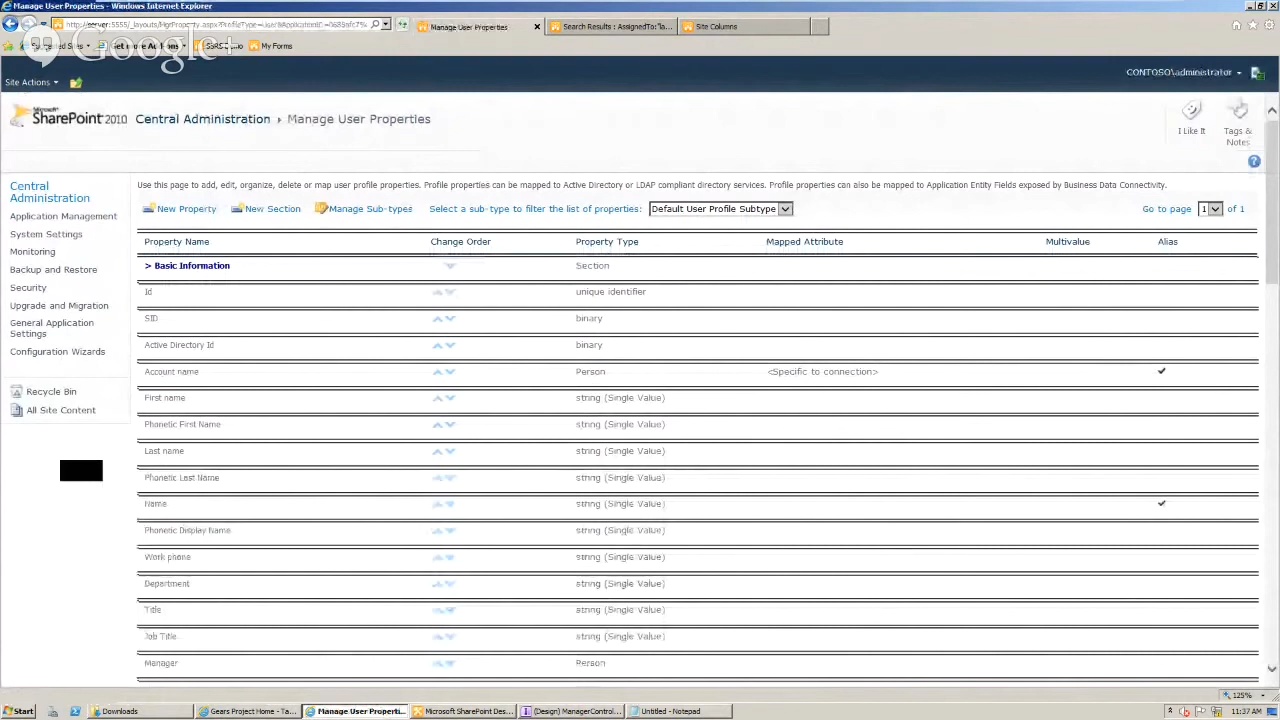 Manage User Properties - Windows Internet Explorer
Manage User Properties
Search Results : AssignedTo:"la...
Site Columns
My Forms
Google+
Site Actions
CONTOSO\administrator
Microsoft
SharePoint 2010
Central Administration
Manage User Properties
I Like It
Tags & Notes
Central Administration
Application Management
System Settings
Monitoring
Backup and Restore
Security
Upgrade and Migration
General Application Settings
Configuration Wizards
Recycle Bin
All Site Content
Use this page to add, edit, organize, delete or map user profile properties. Profile properties can be mapped to Active Directory or LDAP compliant directory services. Profile properties can also be mapped to Application Entity Fields exposed by Business Data Connectivity.
New Property New Section Manage Sub-types Select a sub-type to filter the list of properties: Default User Profile Subtype Go to page 1 of 1
Property Name Change Order Property Type Mapped Attribute Multivalue Alias
> Basic Information Section
Id unique identifier
SID binary
Active Directory Id binary
Account name Person <Specific to connection>
First name string (Single Value)
Phonetic First Name string (Single Value)
Last name string (Single Value)
Phonetic Last Name string (Single Value)
Name string (Single Value)
Phonetic Display Name string (Single Value)
Work phone string (Single Value)
Department string (Single Value)
Title string (Single Value)
Job Title string (Single Value)
Manager Person
125%
Start
Downloads
Gears Project Home - Ta...
Manage User Properti...
Microsoft SharePoint Des...
(Design) ManagerControl...
Untitled - Notepad
11:37 AM